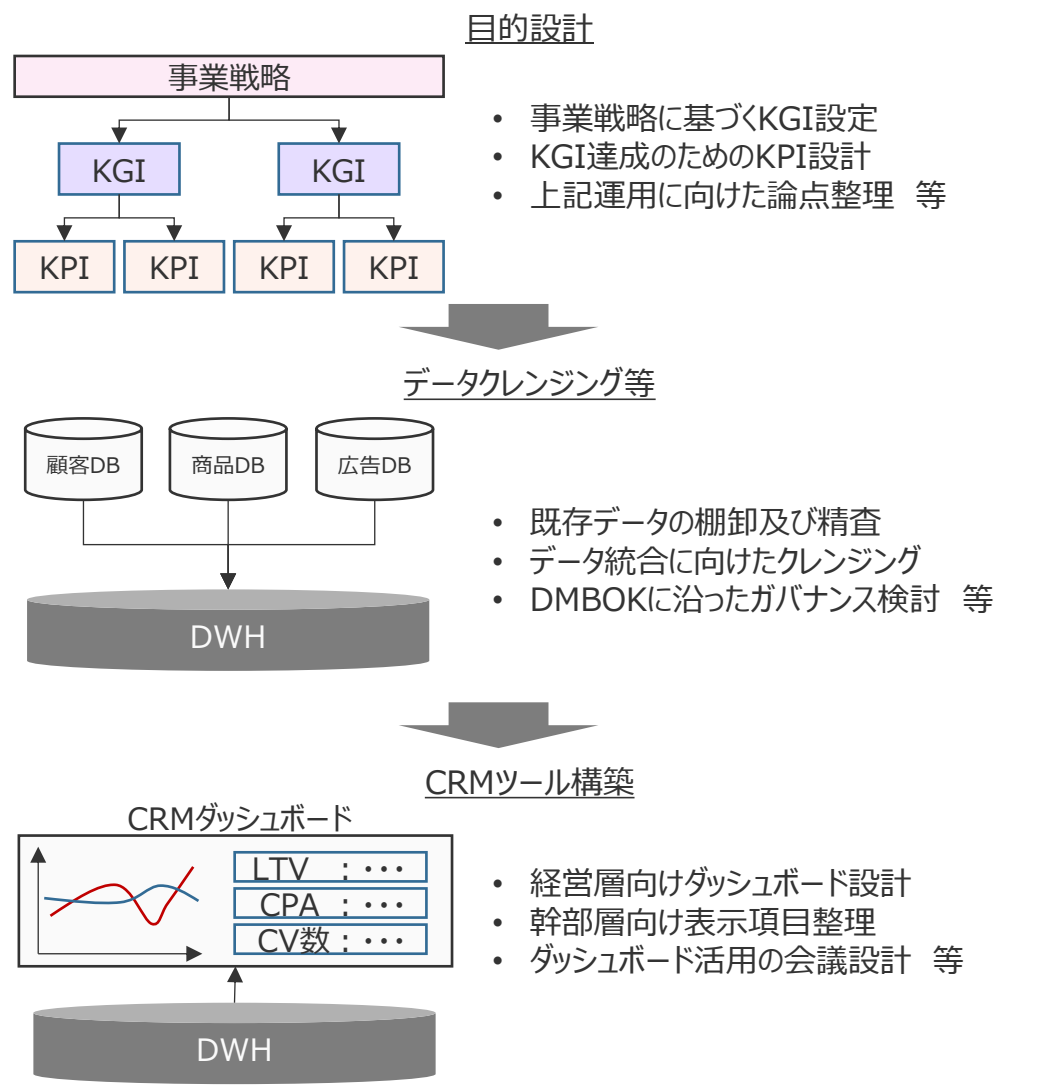 目的設計
事業戦略
KGI
KGI
KPI
KPI
KPI
KPI
• 事業戦略に基づくKGI設定
• KGI達成のためのKPI設計
• 上記運用に向けた論点整理　等
データクレンジング等
顧客DB
商品DB
広告DB
DWH
• 既存データの棚卸及び精査
• データ統合に向けたクレンジング
• DMBOKに沿ったガバナンス検討　等
CRMツール構築
CRMダッシュボード
LTV ：・・・
CPA ：・・・
CV数：・・・
DWH
• 経営層向けダッシュボード設計
• 幹部層向け表示項目整理
• ダッシュボード活用の会議設計　等